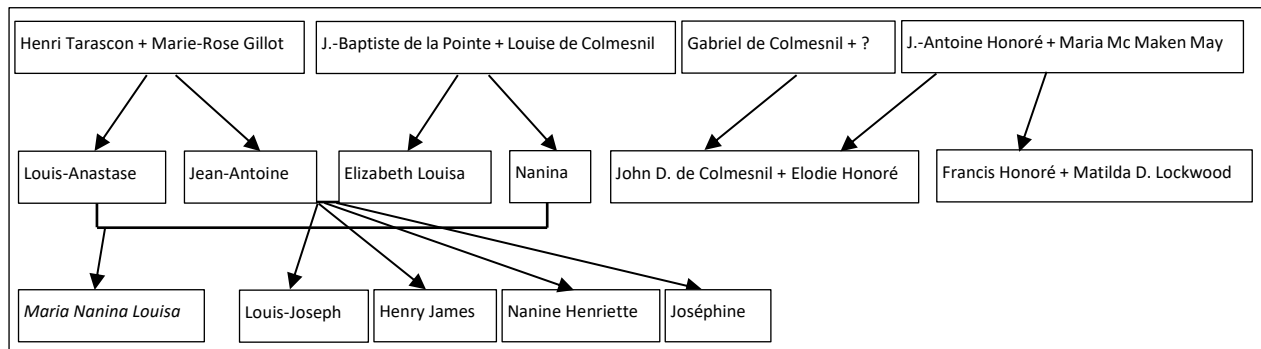 Henri Tarascon + Marie-Rose Gillot
J.-Baptiste de la Pointe + Louise de Colmesnil
Gabriel de Colmesnil + ?
J.-Antoine Honoré + Maria Mc Maken May
Louis-Anastase
Jean-Antoine
Elizabeth Louisa
Nanina
John D. de Colmesnil + Elodie Honoré
Francis Honoré + Matilda D. Lockwood
Maria Nanina Louisa
Louis-Joseph
Henry James
Nanine Henriette
Joséphine